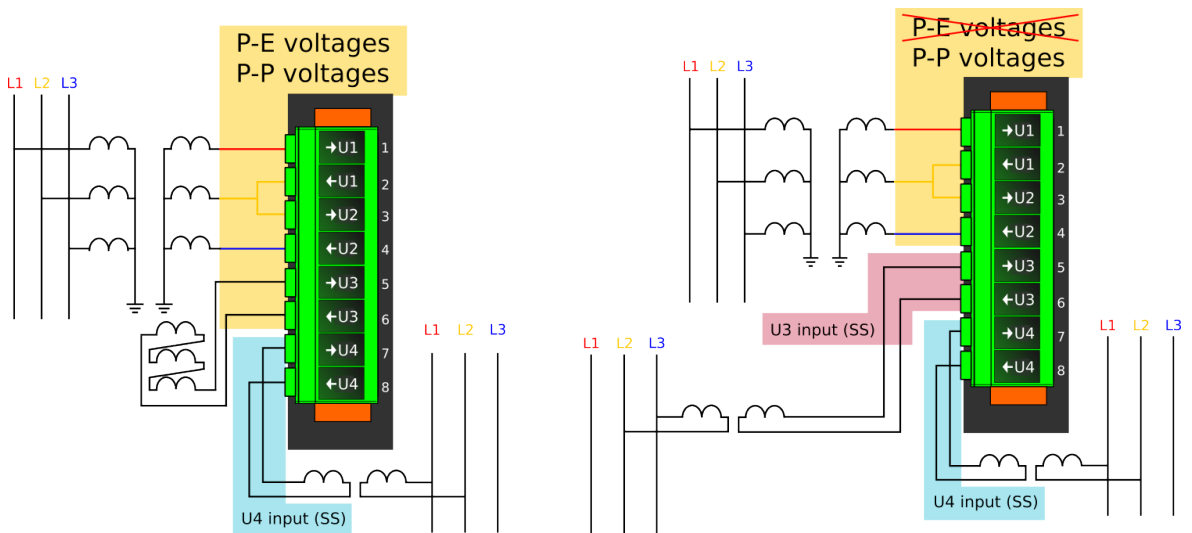 P-E voltages
P-P voltages
L1 L2 L3
→U1 1
←U1 2
→U2 3
←U2 4
→U3 5
←U3 6
→U4 7
←U4 8
L1 L2 L3
U4 input (SS)
P-E voltages
P-P voltages
L1 L2 L3
→U1 1
←U1 2
→U2 3
←U2 4
→U3 5
←U3 6
→U4 7
←U4 8
U3 input (SS)
L1 L2 L3
L1 L2 L3
U4 input (SS)